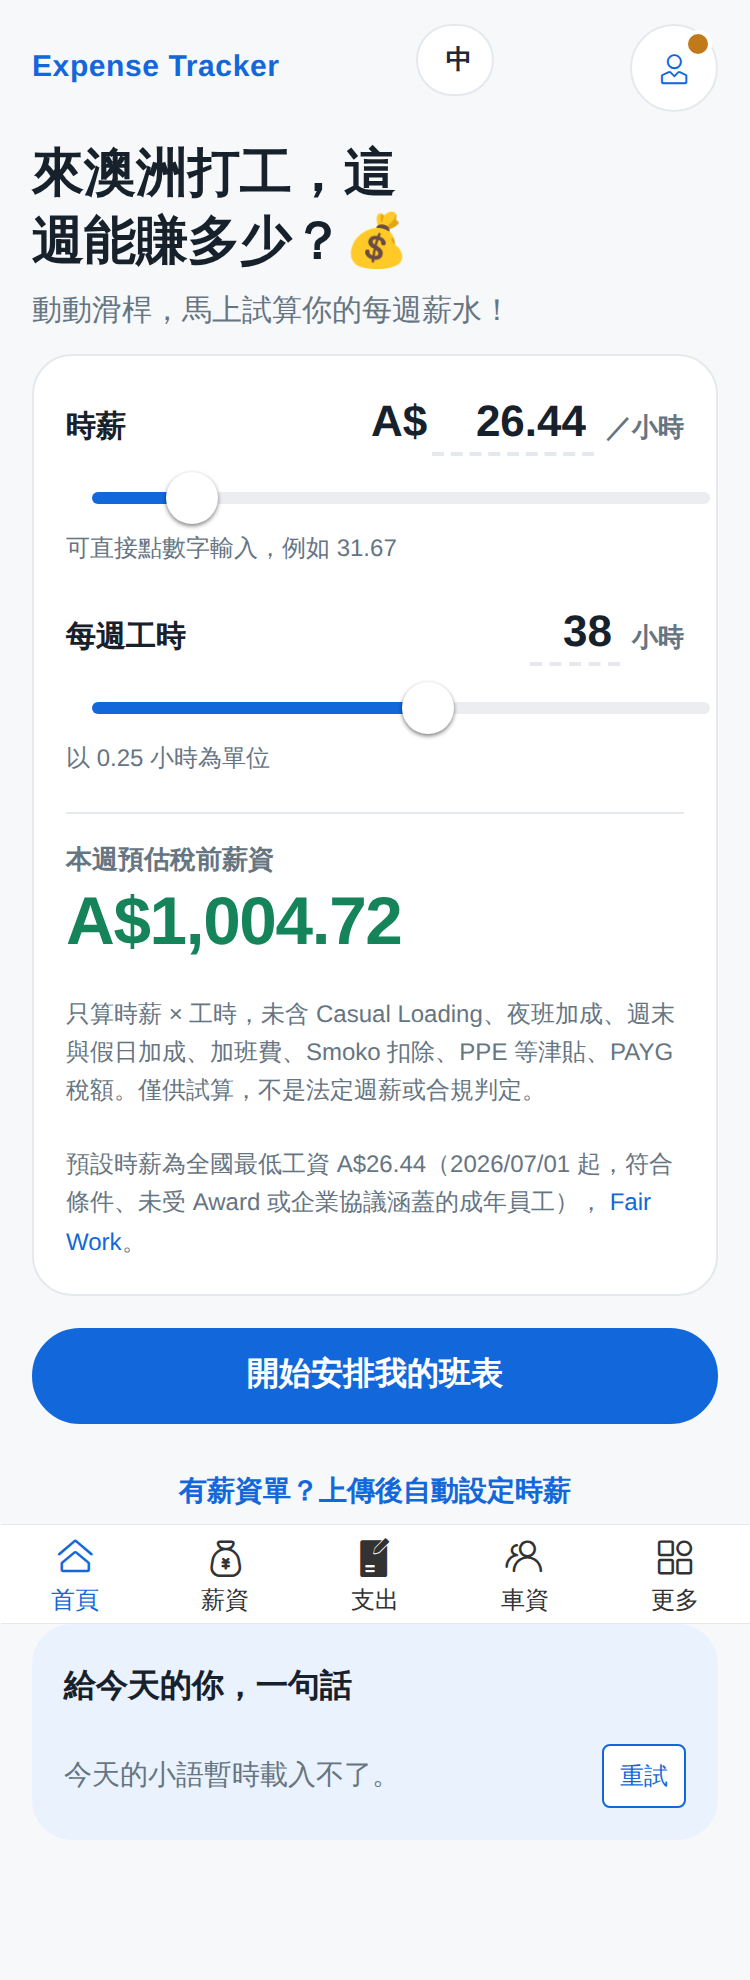 Expense Tracker
中
來澳洲打工，這
週能賺多少？💰
動動滑桿，馬上試算你的每週薪水！
時薪 A$ 26.44 ／小時
可直接點數字輸入，例如 31.67
每週工時 38 小時
以 0.25 小時為單位
本週預估稅前薪資
A$1,004.72
只算時薪 × 工時，未含 Casual Loading、夜班加成、週末
與假日加成、加班費、Smoko 扣除、PPE 等津貼、PAYG
稅額。僅供試算，不是法定週薪或合規判定。
預設時薪為全國最低工資 A$26.44（2026/07/01 起，符合
條件、未受 Award 或企業協議涵蓋的成年員工），Fair
Work。
開始安排我的班表
有薪資單？上傳後自動設定時薪
首頁 薪資 支出 車資 更多
給今天的你，一句話
今天的小語暫時載入不了。 重試